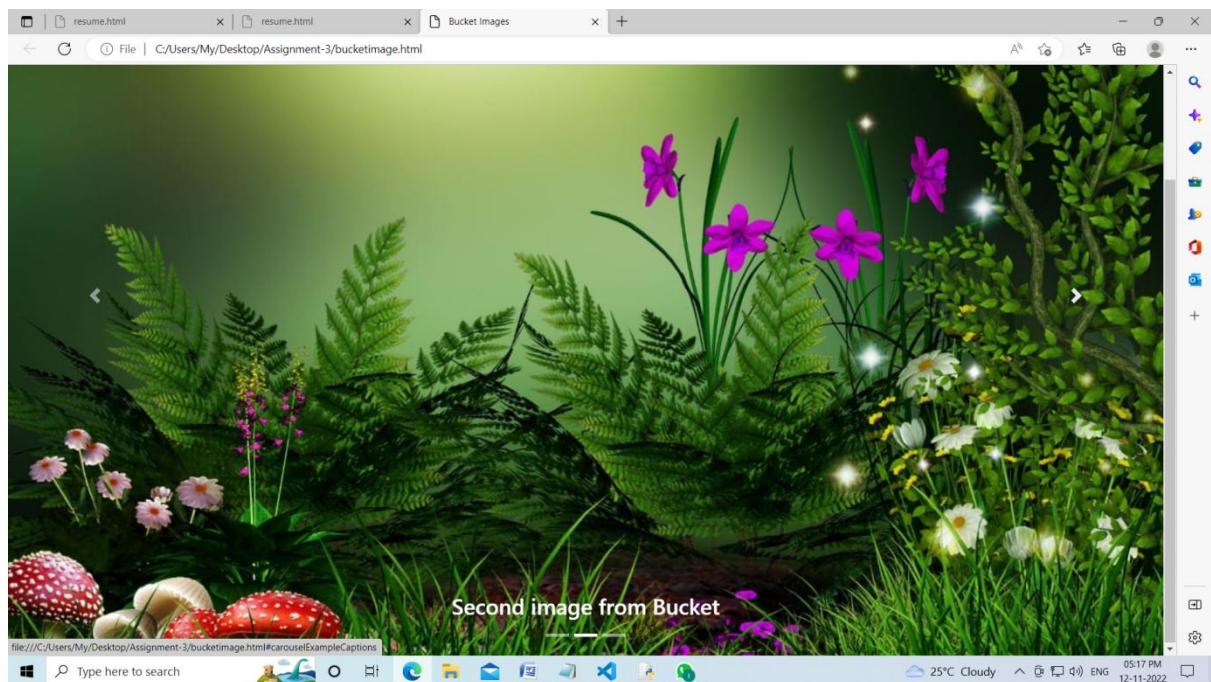 resume.html
resume.html
Bucket Images
File | C:/Users/My/Desktop/Assignment-3/bucketimage.html
Second image from Bucket
file:///C:/Users/My/Desktop/Assignment-3/bucketimage.html#carouselExampleCaptions
Type here to search
25°C Cloudy
ENG
05:17 PM
12-11-2022